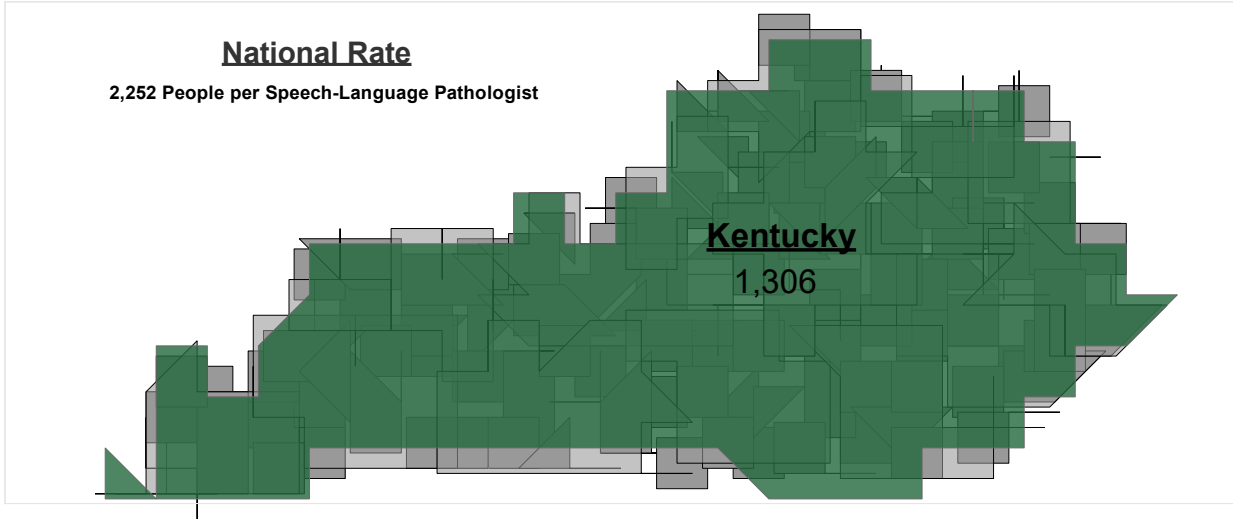 National Rate
2,252 People per Speech-Language Pathologist
Kentucky
1,306